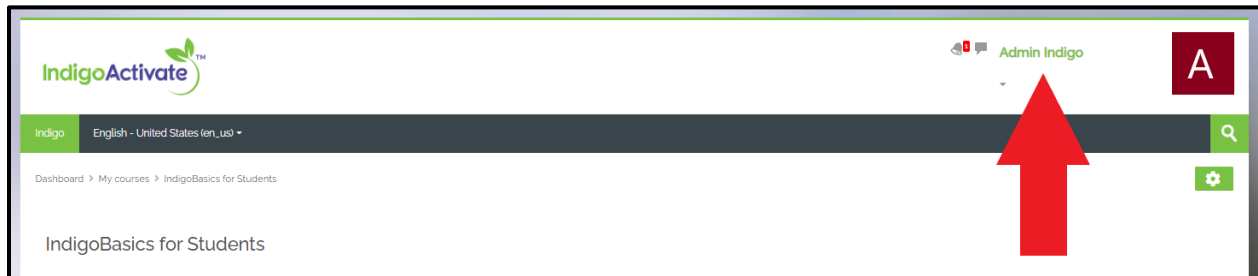 IndigoActivate™
1
Admin Indigo
A
Indigo English - United States (en_us)
Dashboard > My courses > IndigoBasics for Students
IndigoBasics for Students